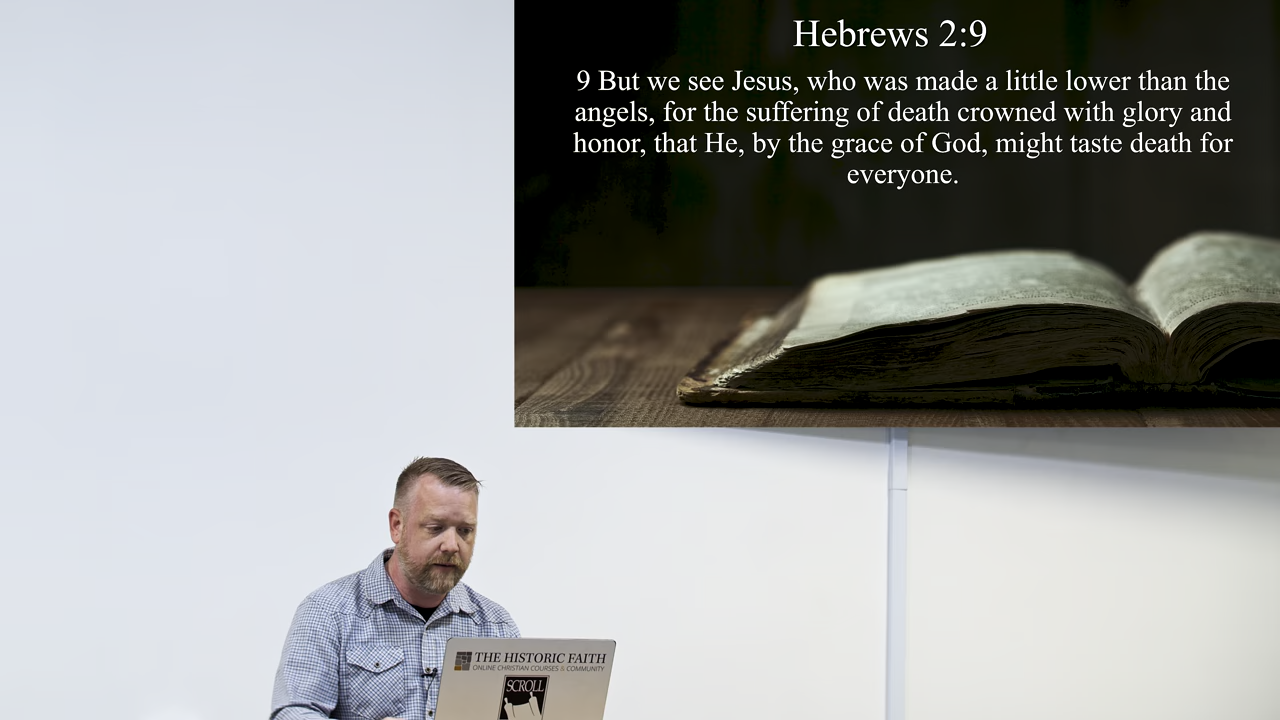 Hebrews 2:9
9 But we see Jesus, who was made a little lower than the
angels, for the suffering of death crowned with glory and
honor, that He, by the grace of God, might taste death for
everyone.
THE HISTORIC FAITH
ONLINE CHRISTIAN COURSES & COMMUNITY
SCROLL